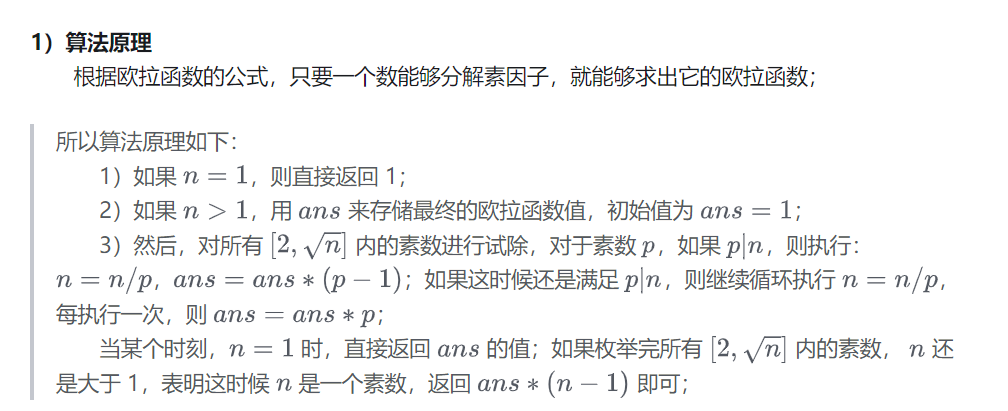 1）算法原理
根据欧拉函数的公式，只要一个数能够分解素因子，就能够求出它的欧拉函数；
所以算法原理如下：
1）如果 n = 1，则直接返回 1；
2）如果 n > 1，用 ans 来存储最终的欧拉函数值，初始值为 ans = 1；
3）然后，对所有 [2, √n] 内的素数进行试除，对于素数 p，如果 p|n，则执行：
n = n/p，ans = ans ∗ (p − 1)；如果这时候还是满足 p|n，则继续循环执行 n = n/p，
每执行一次，则 ans = ans ∗ p；
当某个时刻，n = 1 时，直接返回 ans 的值；如果枚举完所有 [2, √n] 内的素数， n 还
是大于 1，表明这时候 n 是一个素数，返回 ans ∗ (n − 1) 即可；